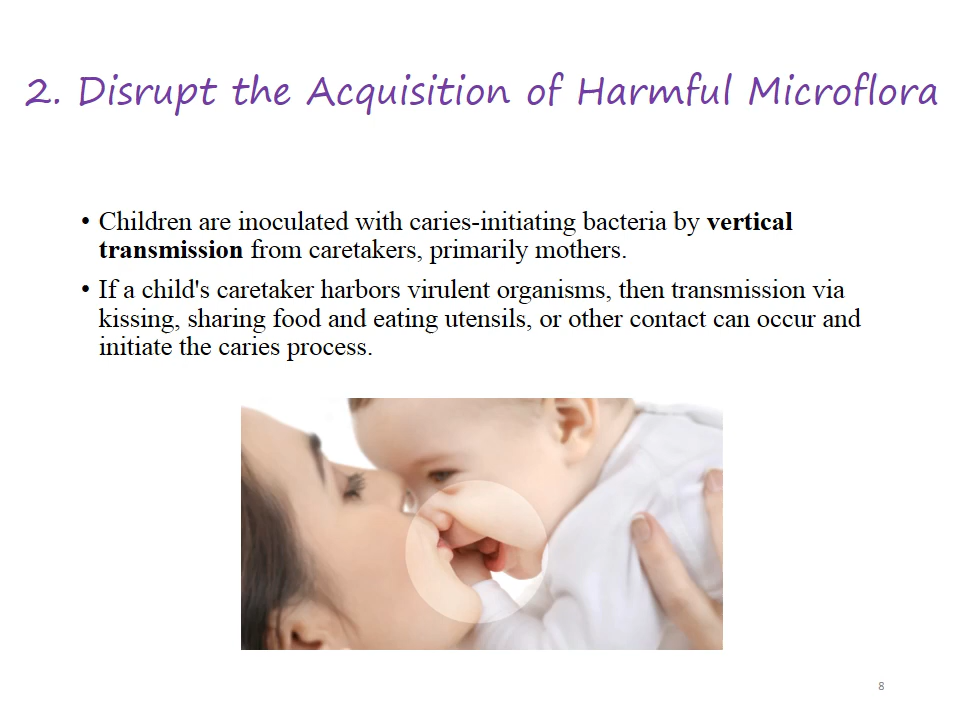 2. Disrupt the Acquisition of Harmful Microflora
• Children are inoculated with caries-initiating bacteria by vertical
transmission from caretakers, primarily mothers.
• If a child's caretaker harbors virulent organisms, then transmission via
kissing, sharing food and eating utensils, or other contact can occur and
initiate the caries process.
8